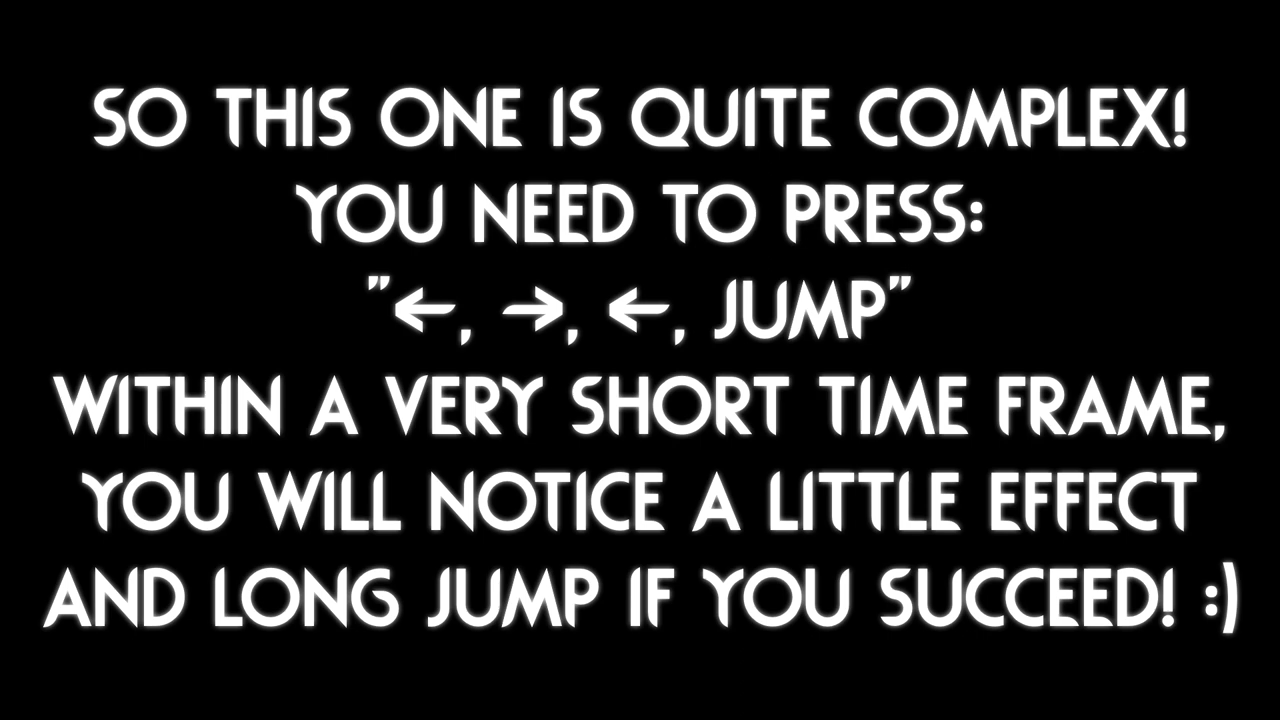 SO THIS ONE IS QUITE COMPLEX!
YOU NEED TO PRESS:
"←, →, ←, JUMP"
WITHIN A VERY SHORT TIME FRAME,
YOU WILL NOTICE A LITTLE EFFECT
AND LONG JUMP IF YOU SUCCEED! :)